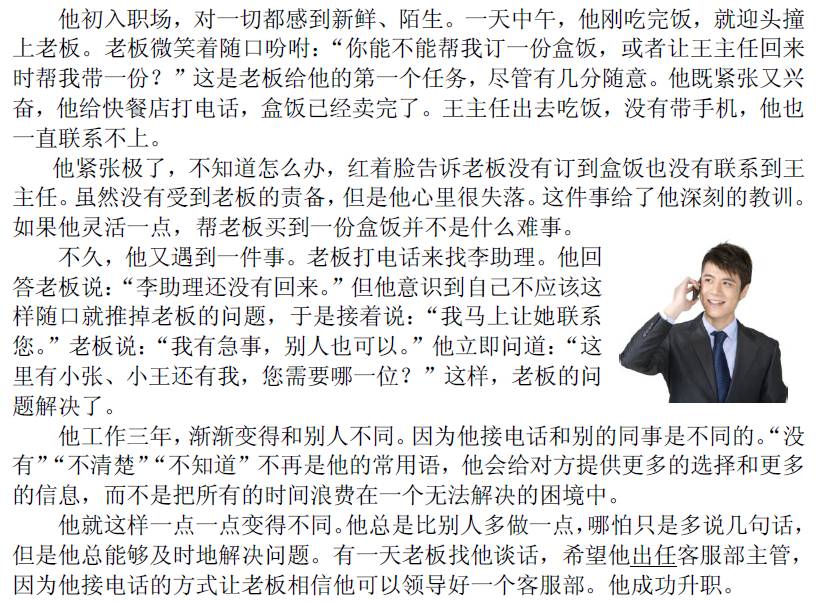 他初入职场，对一切都感到新鲜、陌生。一天中午，他刚吃完饭，就迎头撞
上老板。老板微笑着随口吩咐：“你能不能帮我订一份盒饭，或者让王主任回来
时帮我带一份？”这是老板给他的第一个任务，尽管有几分随意。他既紧张又兴
奋，他给快餐店打电话，盒饭已经卖完了。王主任出去吃饭，没有带手机，他也
一直联系不上。
他紧张极了，不知道怎么办，红着脸告诉老板没有订到盒饭也没有联系到王
主任。虽然没有受到老板的责备，但是他心里很失落。这件事给了他深刻的教训。
如果他灵活一点，帮老板买到一份盒饭并不是什么难事。
不久，他又遇到一件事。老板打电话来找李助理。他回
答老板说：“李助理还没有回来。”但他意识到自己不应该这
样随口就推掉老板的问题，于是接着说：“我马上让她联系
您。”老板说：“我有急事，别人也可以。”他立即问道：“这
里有小张、小王还有我，您需要哪一位？”这样，老板的问
题解决了。
他工作三年，渐渐变得和别人不同。因为他接电话和别的同事是不同的。“没
有”“不清楚”“不知道”不再是他的常用语，他会给对方提供更多的选择和更多
的信息，而不是把所有的时间浪费在一个无法解决的困境中。
他就这样一点一点变得不同。他总是比别人多做一点，哪怕只是多说几句话，
但是他总能够及时地解决问题。有一天老板找他谈话，希望他出任客服部主管，
因为他接电话的方式让老板相信他可以领导好一个客服部。他成功升职。